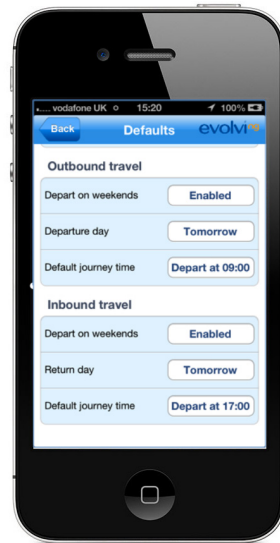 vodafone UK 15:20 100%
Back Defaults evolvi
Outbound travel
Depart on weekends Enabled
Departure day Tomorrow
Default journey time Depart at 09:00
Inbound travel
Depart on weekends Enabled
Return day Tomorrow
Default journey time Depart at 17:00